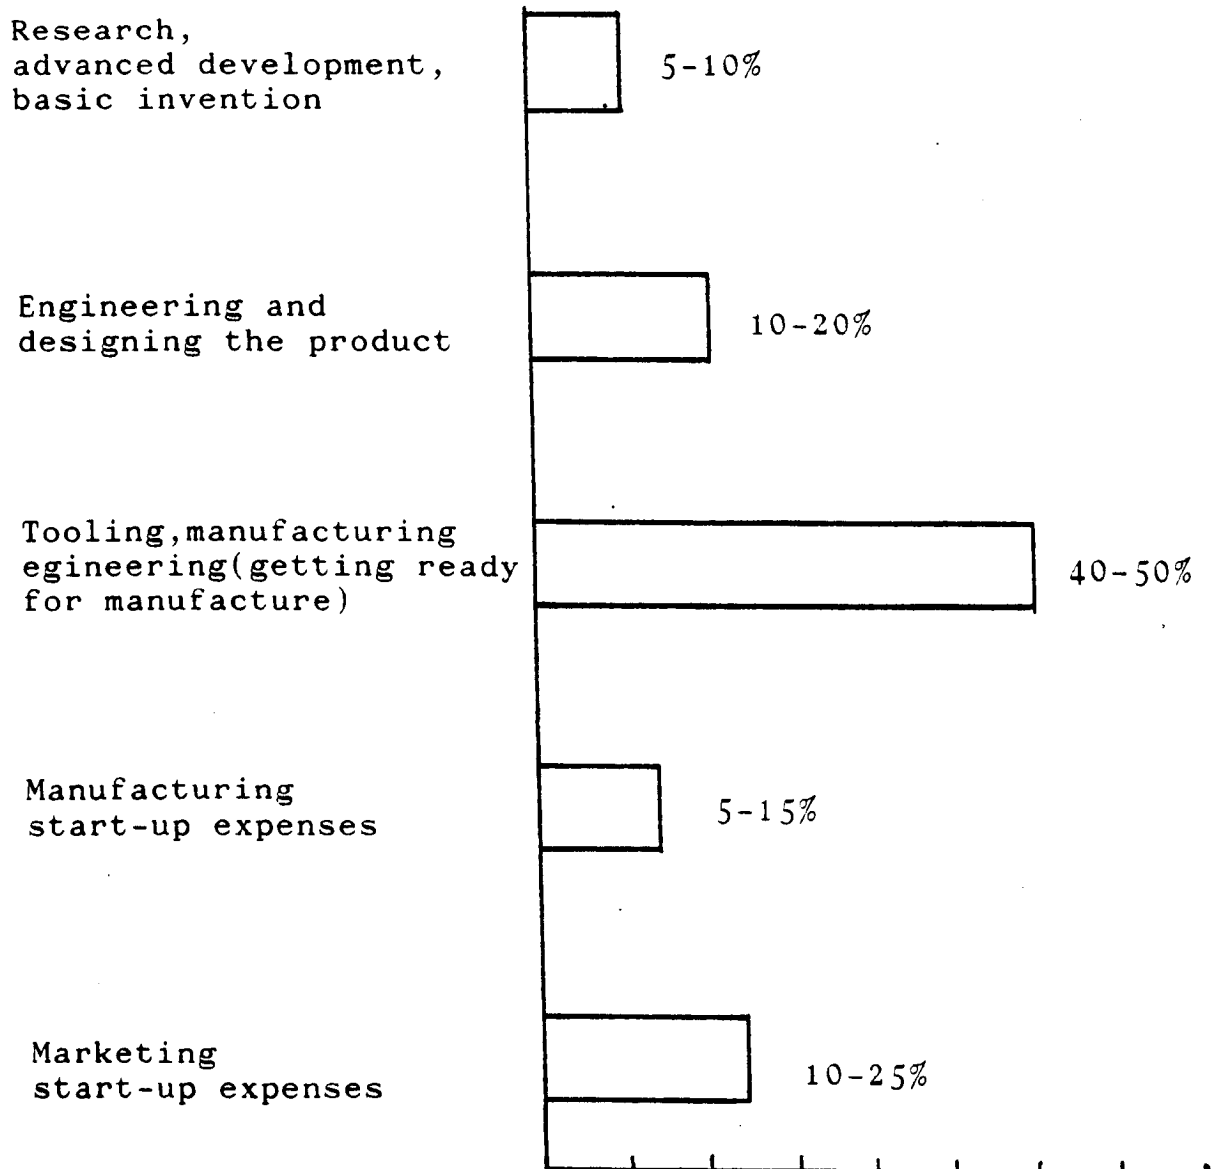 Research,
advanced development,
basic invention
5-10%
Engineering and
designing the product
10-20%
Tooling,manufacturing
egineering(getting ready
for manufacture)
40-50%
Manufacturing
start-up expenses
5-15%
Marketing
start-up expenses
10-25%